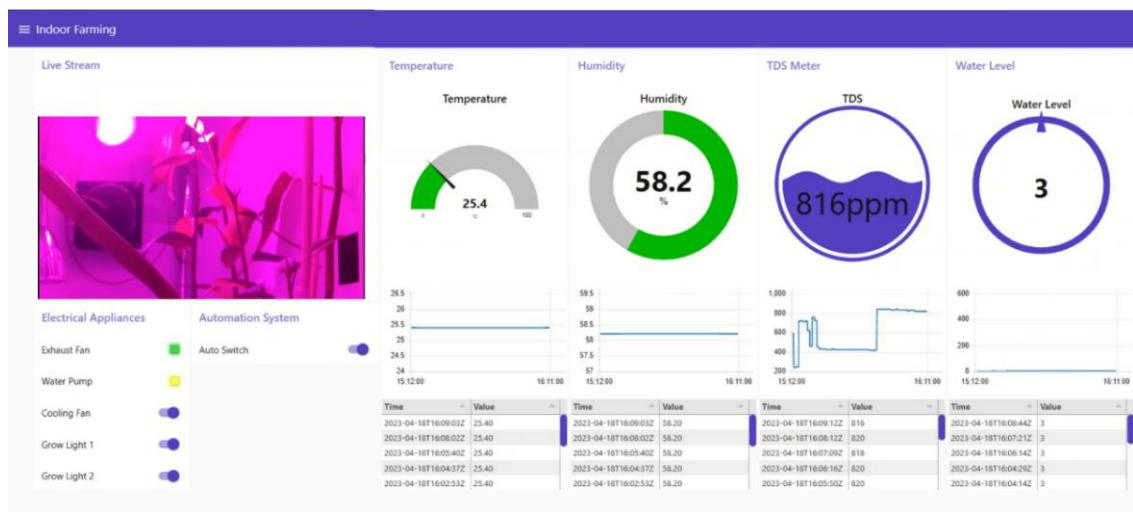 Indoor Farming
Live Stream
Electrical Appliances
Exhaust Fan
Water Pump
Cooling Fan
Grow Light 1
Grow Light 2
Automation System
Auto Switch
Temperature
Temperature
25.4
°C
0
100
26.5
26
25.5
25
24.5
24
15:12:00 16:11:00
Time Value
2023-04-18T16:09:03Z 25.40
2023-04-18T16:08:02Z 25.40
2023-04-18T16:05:40Z 25.40
2023-04-18T16:04:37Z 25.40
2023-04-18T16:02:53Z 25.40
Humidity
Humidity
58.2
%
59.5
59
58.5
58
57.5
57
15:12:00 16:11:00
Time Value
2023-04-18T16:09:03Z 58.20
2023-04-18T16:08:02Z 58.20
2023-04-18T16:05:40Z 58.20
2023-04-18T16:04:37Z 58.20
2023-04-18T16:02:53Z 58.20
TDS Meter
TDS
816ppm
1,000
800
600
400
200
15:12:00 16:11:00
Time Value
2023-04-18T16:09:12Z 816
2023-04-18T16:08:12Z 820
2023-04-18T16:07:09Z 818
2023-04-18T16:06:16Z 820
2023-04-18T16:05:50Z 820
Water Level
Water Level
3
600
400
200
0
15:12:00 16:11:00
Time Value
2023-04-18T16:08:44Z 3
2023-04-18T16:07:21Z 3
2023-04-18T16:06:14Z 3
2023-04-18T16:04:29Z 3
2023-04-18T16:04:14Z 3